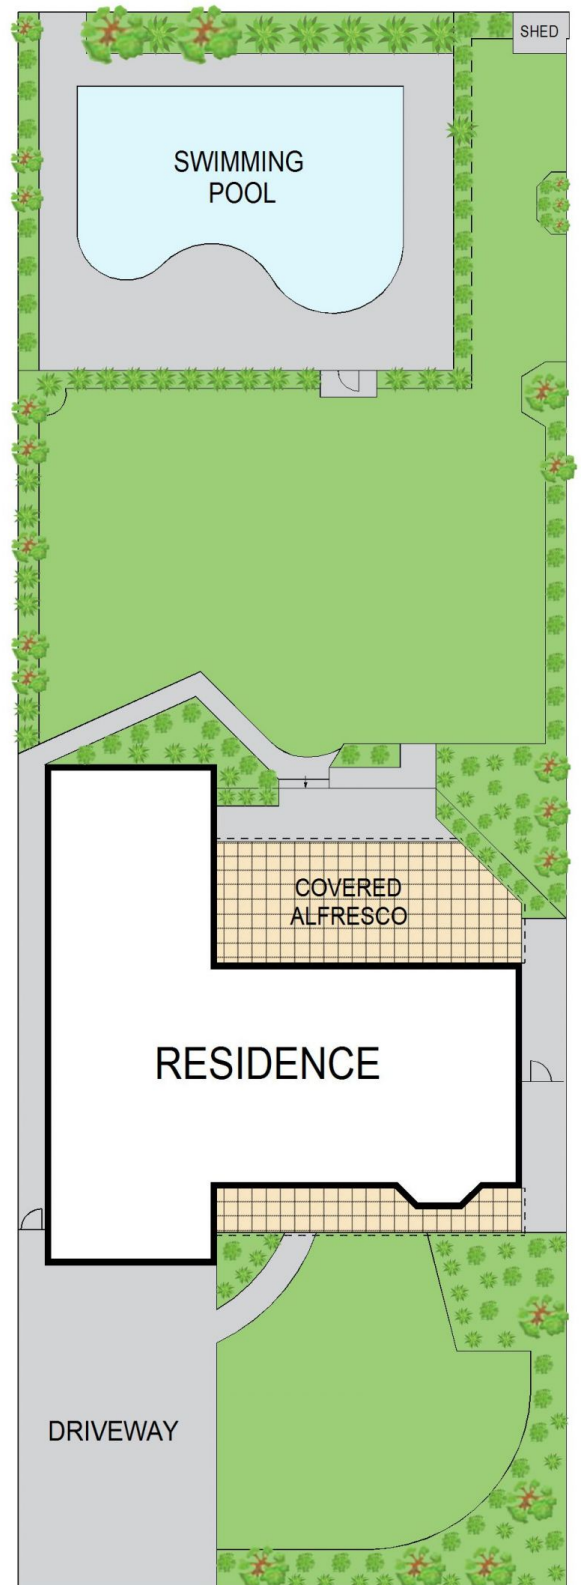 SHED
SWIMMING
POOL
COVERED
ALFRESCO
RESIDENCE
DRIVEWAY